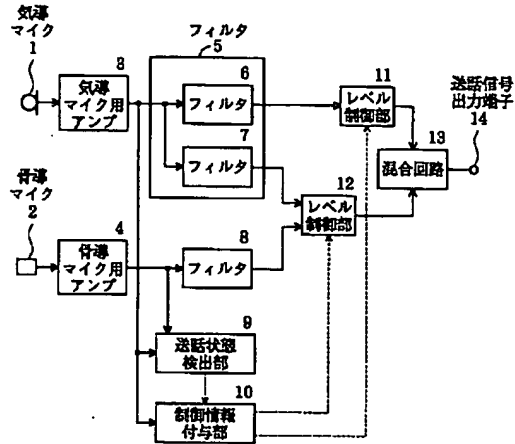 気導
マイク
1
3
気導
マイク用
アンプ
フィルタ
5
6
フィルタ
7
フィルタ
11
レベル
制御部
送話信号
出力端子
14
13
混合回路
12
レベル
制御部
骨導
マイク
2
4
骨導
マイク用
アンプ
8
フィルタ
9
送話状態
検出部
10
制御情報
付与部